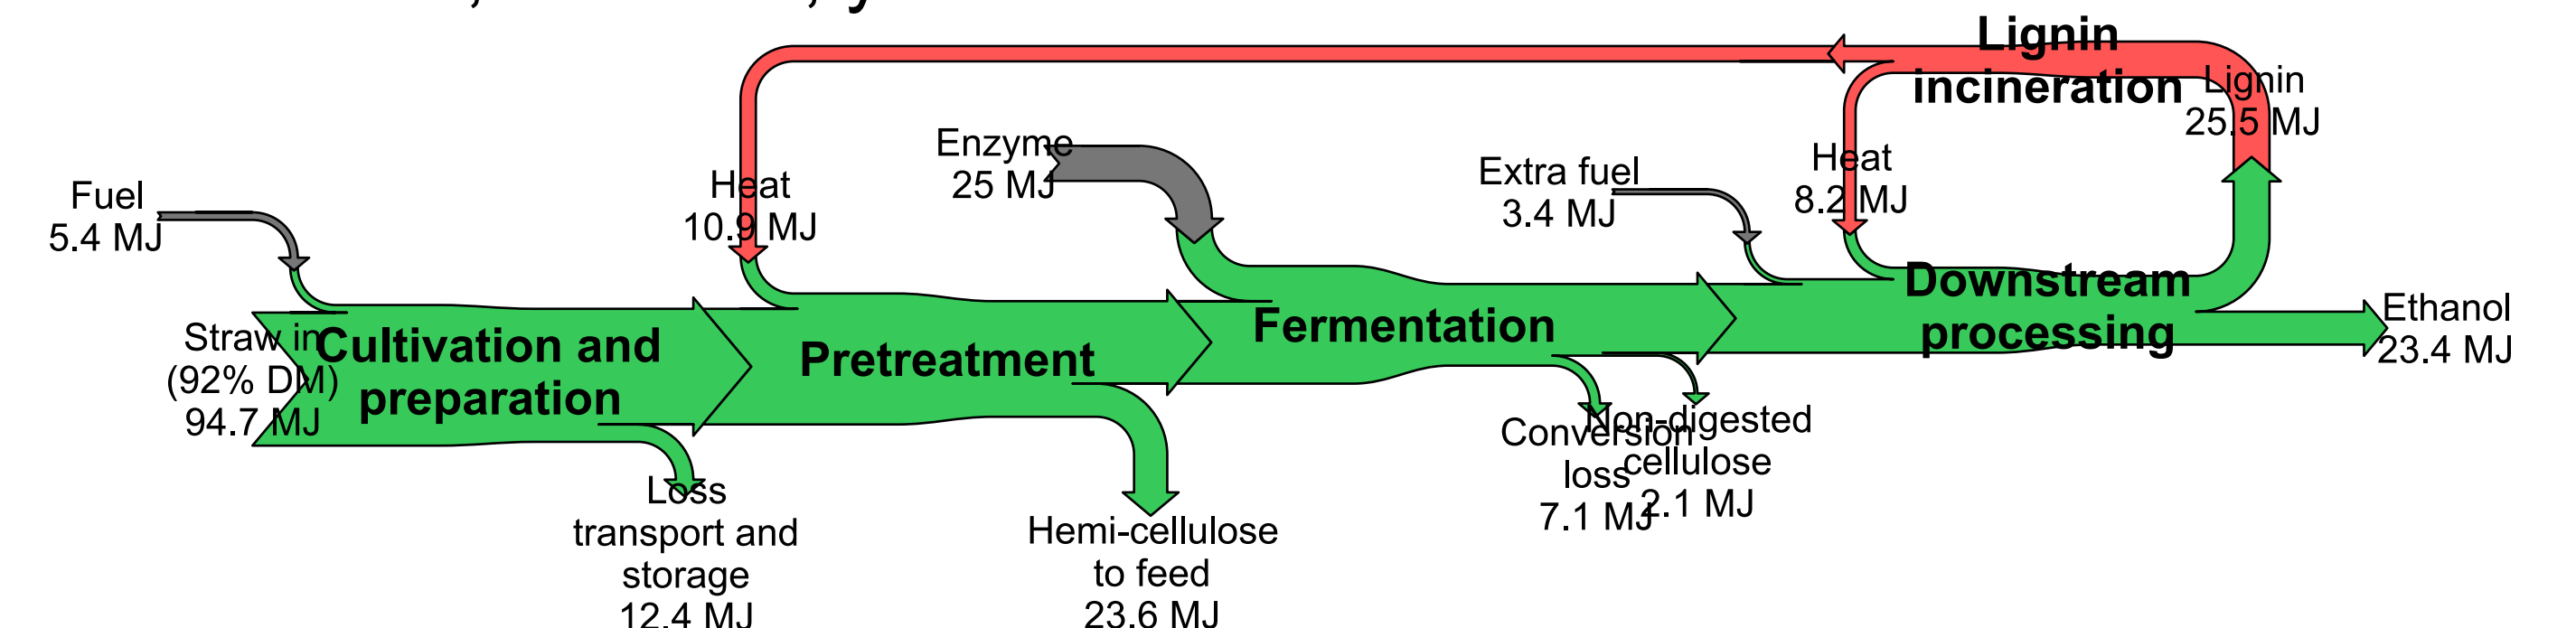 Lignin
incineration
Lignin
25.5 MJ
Enzyme
25 MJ
Extra fuel
3.4 MJ
Heat
8.2 MJ
Fuel
5.4 MJ
Heat
10.9 MJ
Straw in
(92% DM)
94.7 MJ
Cultivation and
preparation
Pretreatment
Fermentation
Downstream
processing
Ethanol
23.4 MJ
Loss
transport and
storage
12.4 MJ
Hemi-cellulose
to feed
23.6 MJ
Conversion
loss
7.1 MJ
Non-digested
cellulose
2.1 MJ